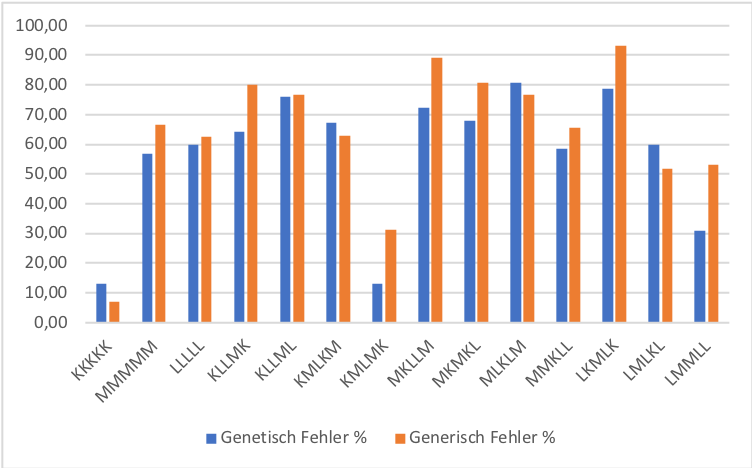 100,00
90,00
80,00
70,00
60,00
50,00
40,00
30,00
20,00
10,00
0,00
KKKKK
MMMMMM
LLLLL
KLLMK
KLLML
KMLKM
KMLMK
MKLLM
MKMKL
MLKLM
MMKLL
LKMLK
LMLKL
LMMLL
Genetisch Fehler % Generisch Fehler %